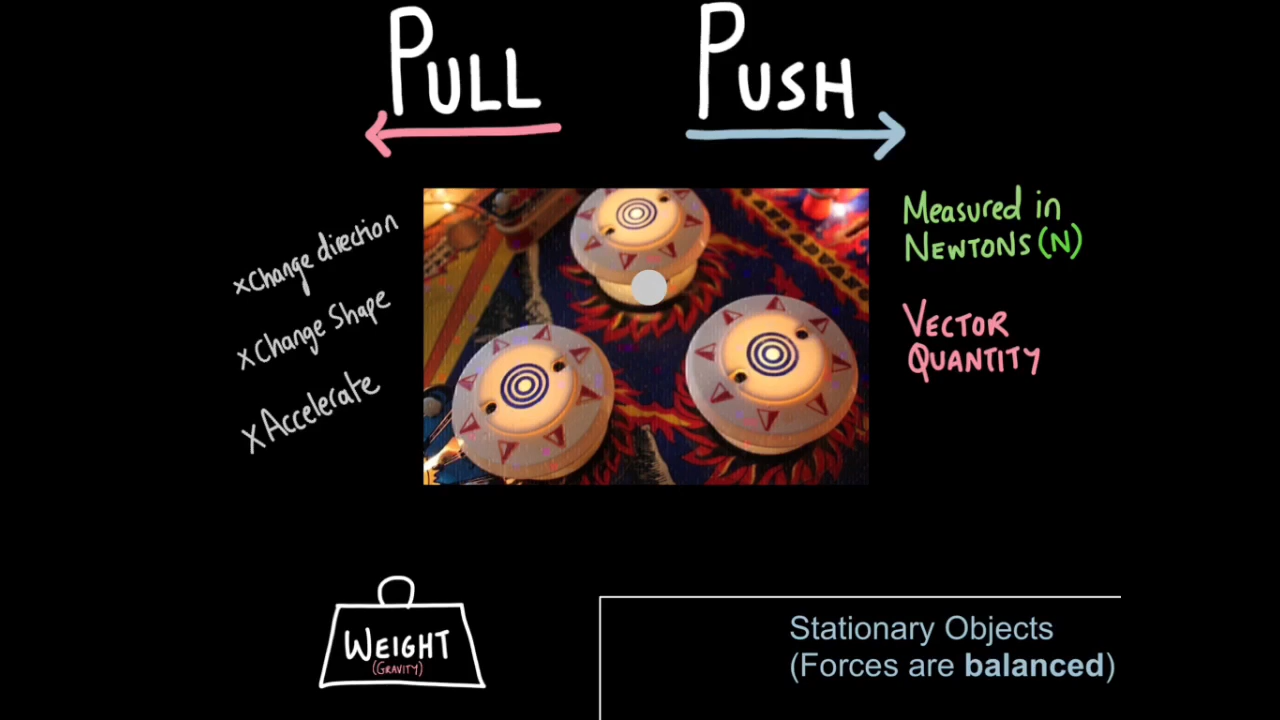 PULL
PUSH
xChange direction
xChange Shape
xAccelerate
Measured in
NEWTONS (N)
VECTOR
QUANTITY
WEIGHT
(GRAVITY)
Stationary Objects
(Forces are balanced)